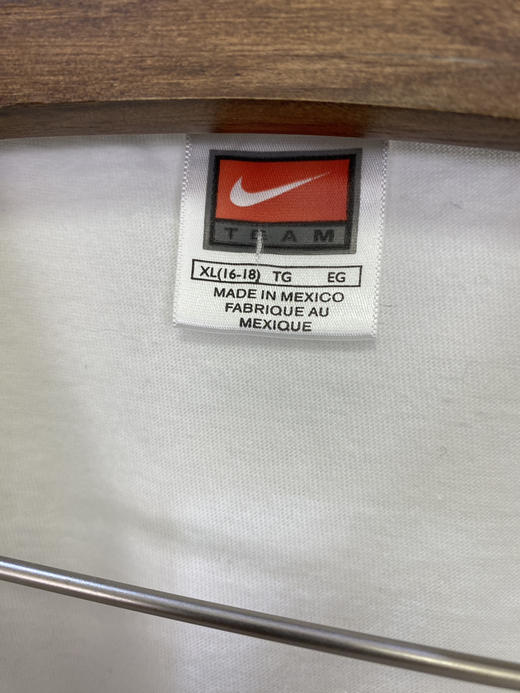 TEAM
XL(16-18) TG EG
MADE IN MEXICO
FABRIQUE AU
MEXIQUE